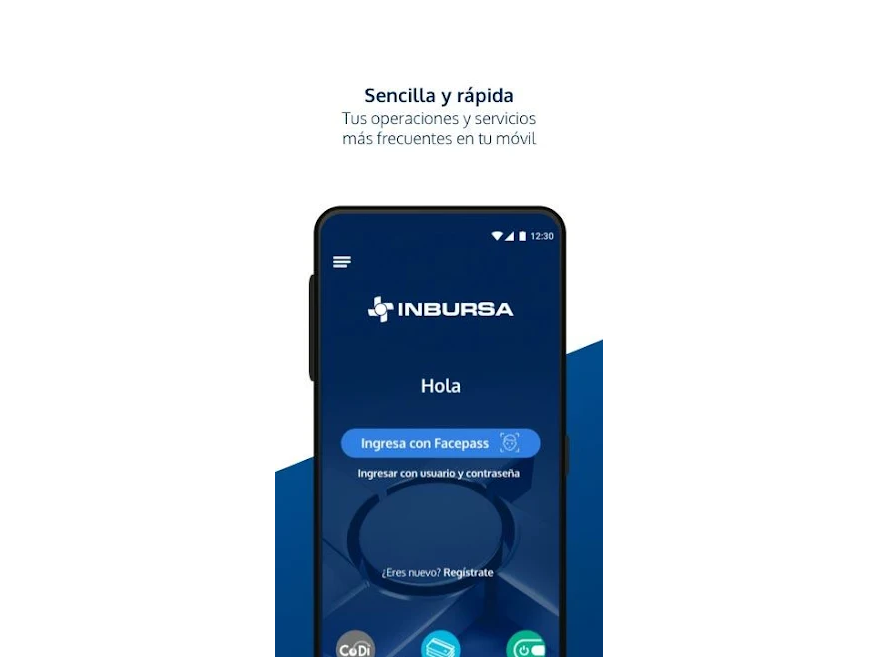 Sencilla y rápida
Tus operaciones y servicios
más frecuentes en tu móvil
12:30
INBURSA
Hola
Ingresa con Facepass
Ingresar con usuario y contraseña
¿Eres nuevo? Regístrate
CoDi